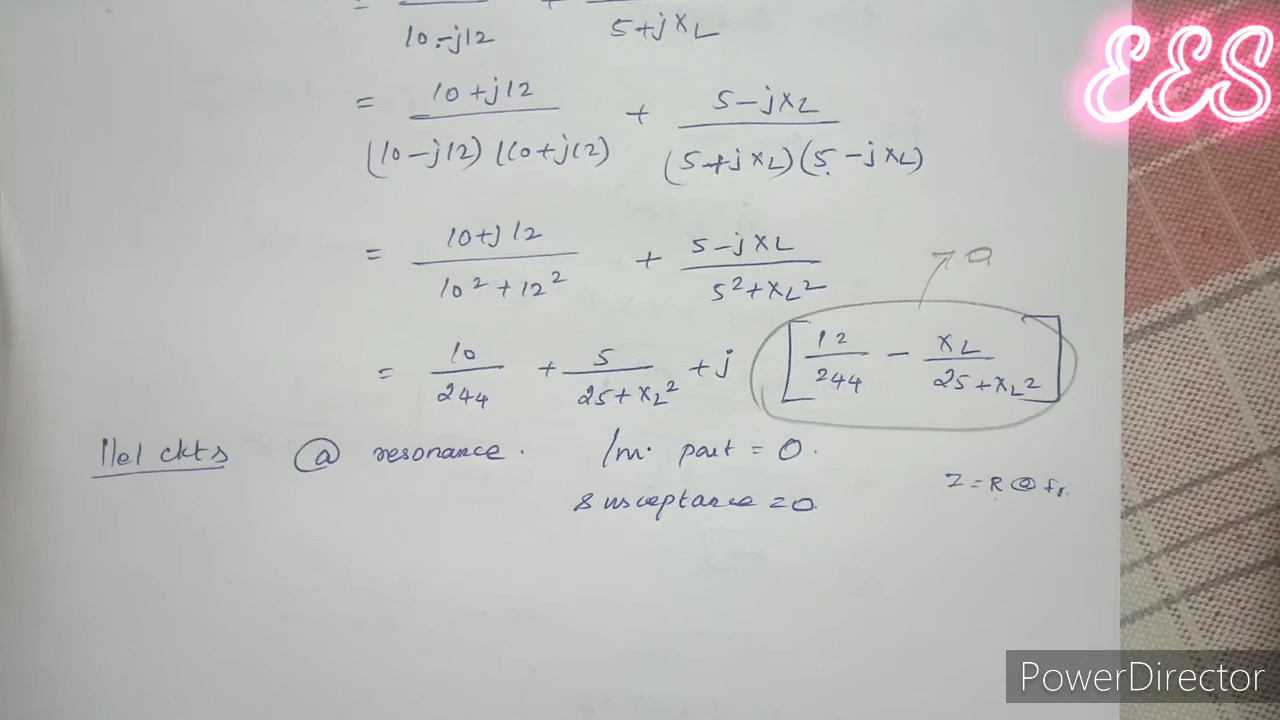 = +
10-j12 5+jXL
= 10+j12 / (10-j12)(10+j12) + 5-jXL / (5+jXL)(5-jXL)
= 10+j12 / 10²+12² + 5-jXL / 5²+XL²
= 10/244 + 5/25+XL² + j [12/244 - XL/25+XL²]
llel ckts @ resonance. Im. part = 0.
susceptance = 0.
Z = R @ fr.
EES
PowerDirector